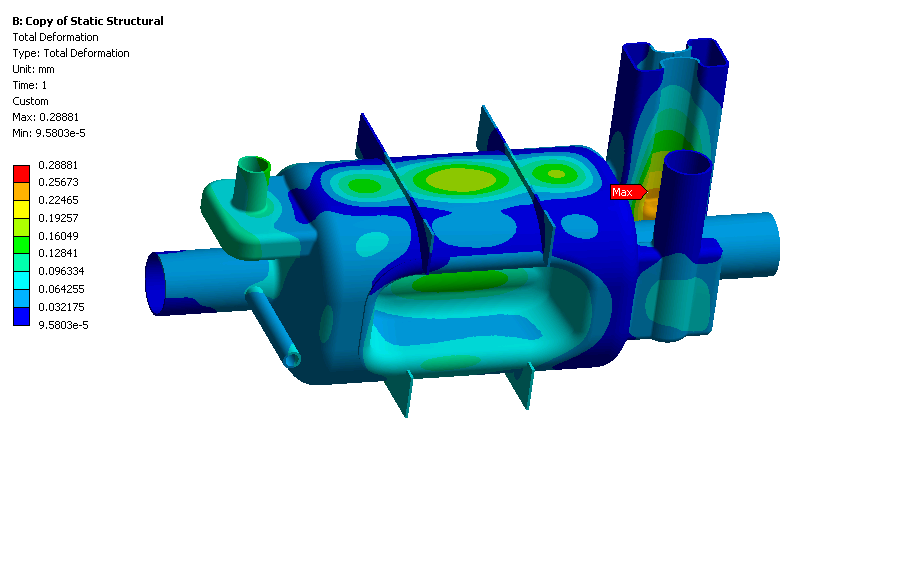 B: Copy of Static Structural
Total Deformation
Type: Total Deformation
Unit: mm
Time: 1
Custom
Max: 0.28881
Min: 9.5803e-5
0.28881
0.25673
0.22465
0.19257
0.16049
0.12841
0.096334
0.064255
0.032175
9.5803e-5
Max